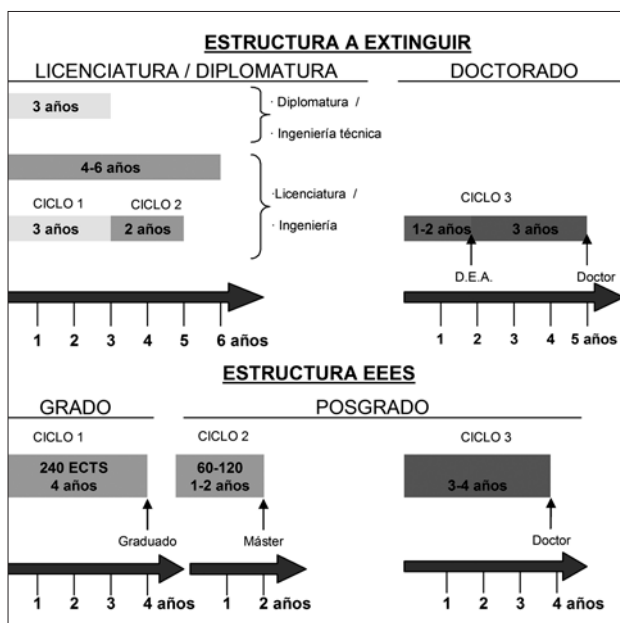 ESTRUCTURA A EXTINGUIR
LICENCIATURA / DIPLOMATURA
DOCTORADO
3 años
· Diplomatura /
· Ingeniería técnica
4-6 años
CICLO 1
CICLO 2
3 años
2 años
·Licenciatura /
· Ingeniería
CICLO 3
1-2 años
3 años
D.E.A.
Doctor
1 2 3 4 5 6 años
1 2 3 4 5 años
ESTRUCTURA EEES
GRADO
POSGRADO
CICLO 1
240 ECTS
4 años
CICLO 2
60-120
1-2 años
CICLO 3
3-4 años
Graduado
Máster
Doctor
1 2 3 4 años
1 2 años
1 2 3 4 años